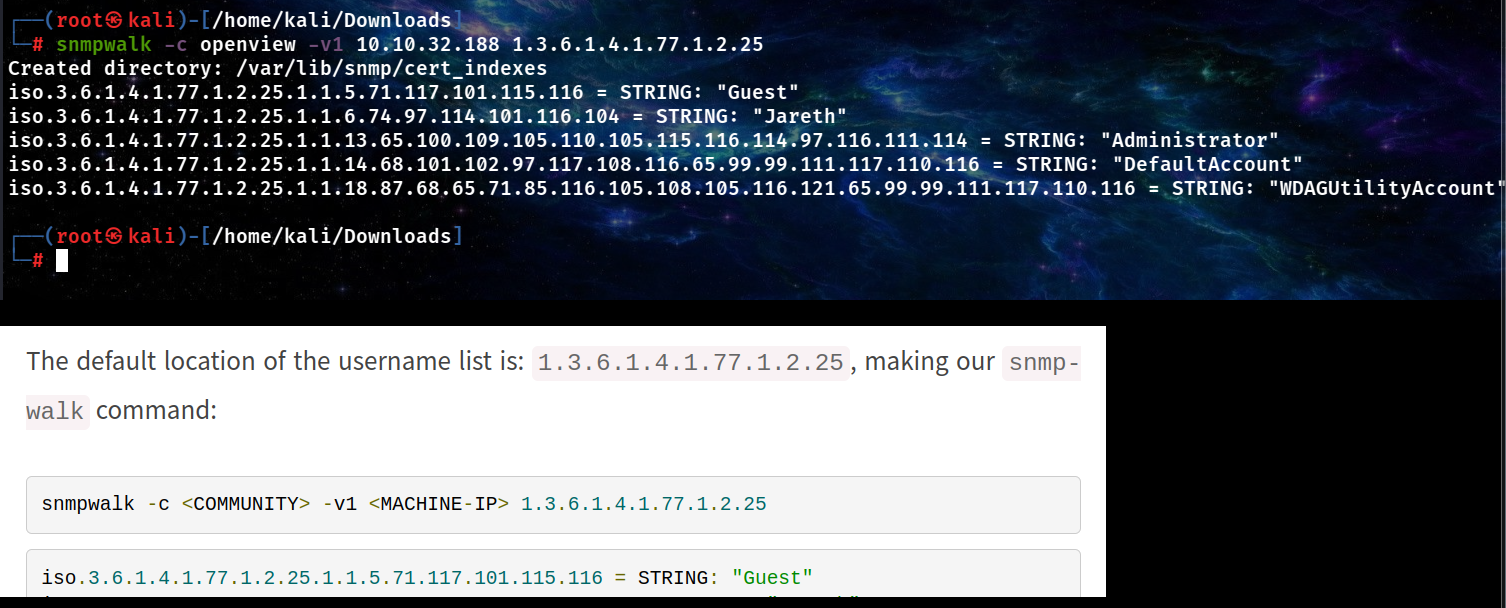 ┌──(root㉿kali)-[/home/kali/Downloads]
└─# snmpwalk -c openview -v1 10.10.32.188 1.3.6.1.4.1.77.1.2.25
Created directory: /var/lib/snmp/cert_indexes
iso.3.6.1.4.1.77.1.2.25.1.1.5.71.117.101.115.116 = STRING: "Guest"
iso.3.6.1.4.1.77.1.2.25.1.1.6.74.97.114.101.116.104 = STRING: "Jareth"
iso.3.6.1.4.1.77.1.2.25.1.1.13.65.100.109.105.110.105.115.116.114.97.116.111.114 = STRING: "Administrator"
iso.3.6.1.4.1.77.1.2.25.1.1.14.68.101.102.97.117.108.116.65.99.99.111.117.110.116 = STRING: "DefaultAccount"
iso.3.6.1.4.1.77.1.2.25.1.1.18.87.68.65.71.85.116.105.108.105.116.121.65.99.99.111.117.110.116 = STRING: "WDAGUtilityAccount"
┌──(root㉿kali)-[/home/kali/Downloads]
└─#
The default location of the username list is: 1.3.6.1.4.1.77.1.2.25, making our snmp-
walk command:
snmpwalk -c <COMMUNITY> -v1 <MACHINE-IP> 1.3.6.1.4.1.77.1.2.25
iso.3.6.1.4.1.77.1.2.25.1.1.5.71.117.101.115.116 = STRING: "Guest"